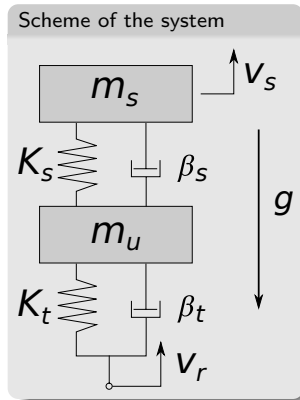 Scheme of the system
v_s
m_s
K_s β_s
g
m_u
K_t β_t
v_r